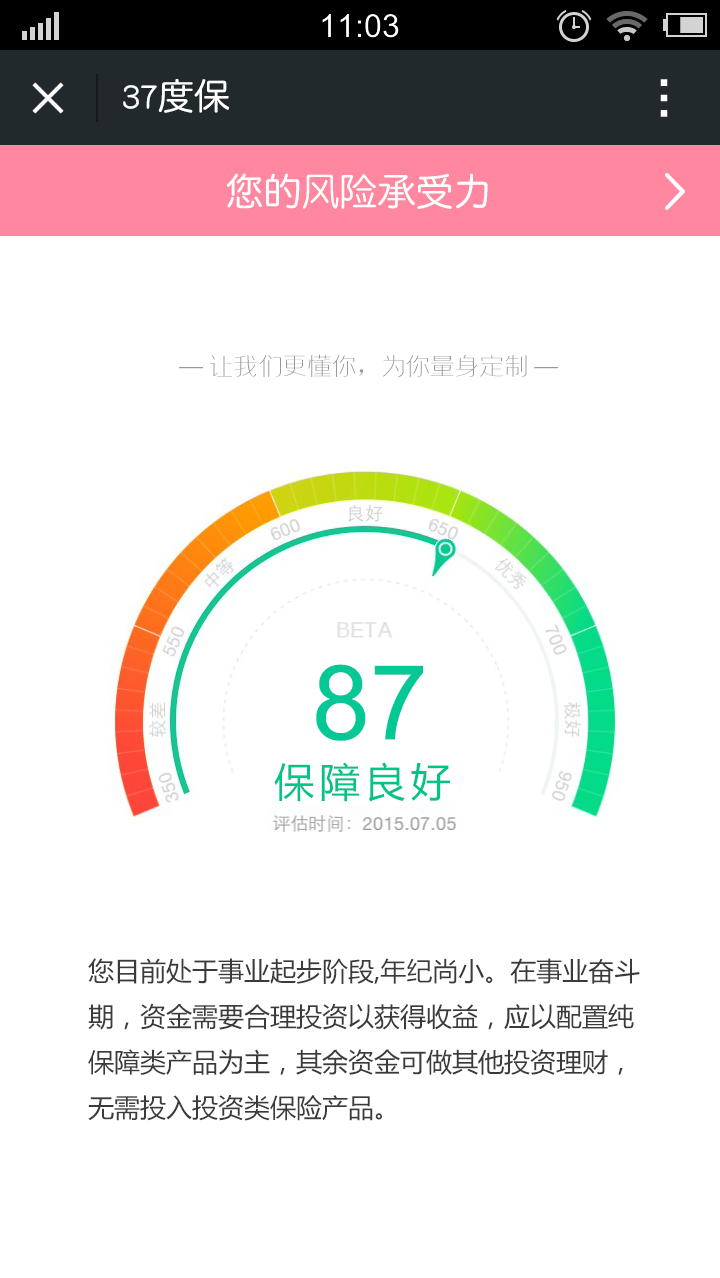 11:03
37度保
您的风险承受力
— 让我们更懂你，为你量身定制 —
350
较差
550
中等
600
良好
650
优秀
700
极好
950
BETA
87
保障良好
评估时间：2015.07.05
您目前处于事业起步阶段,年纪尚小。在事业奋斗
期，资金需要合理投资以获得收益，应以配置纯
保障类产品为主，其余资金可做其他投资理财，
无需投入投资类保险产品。